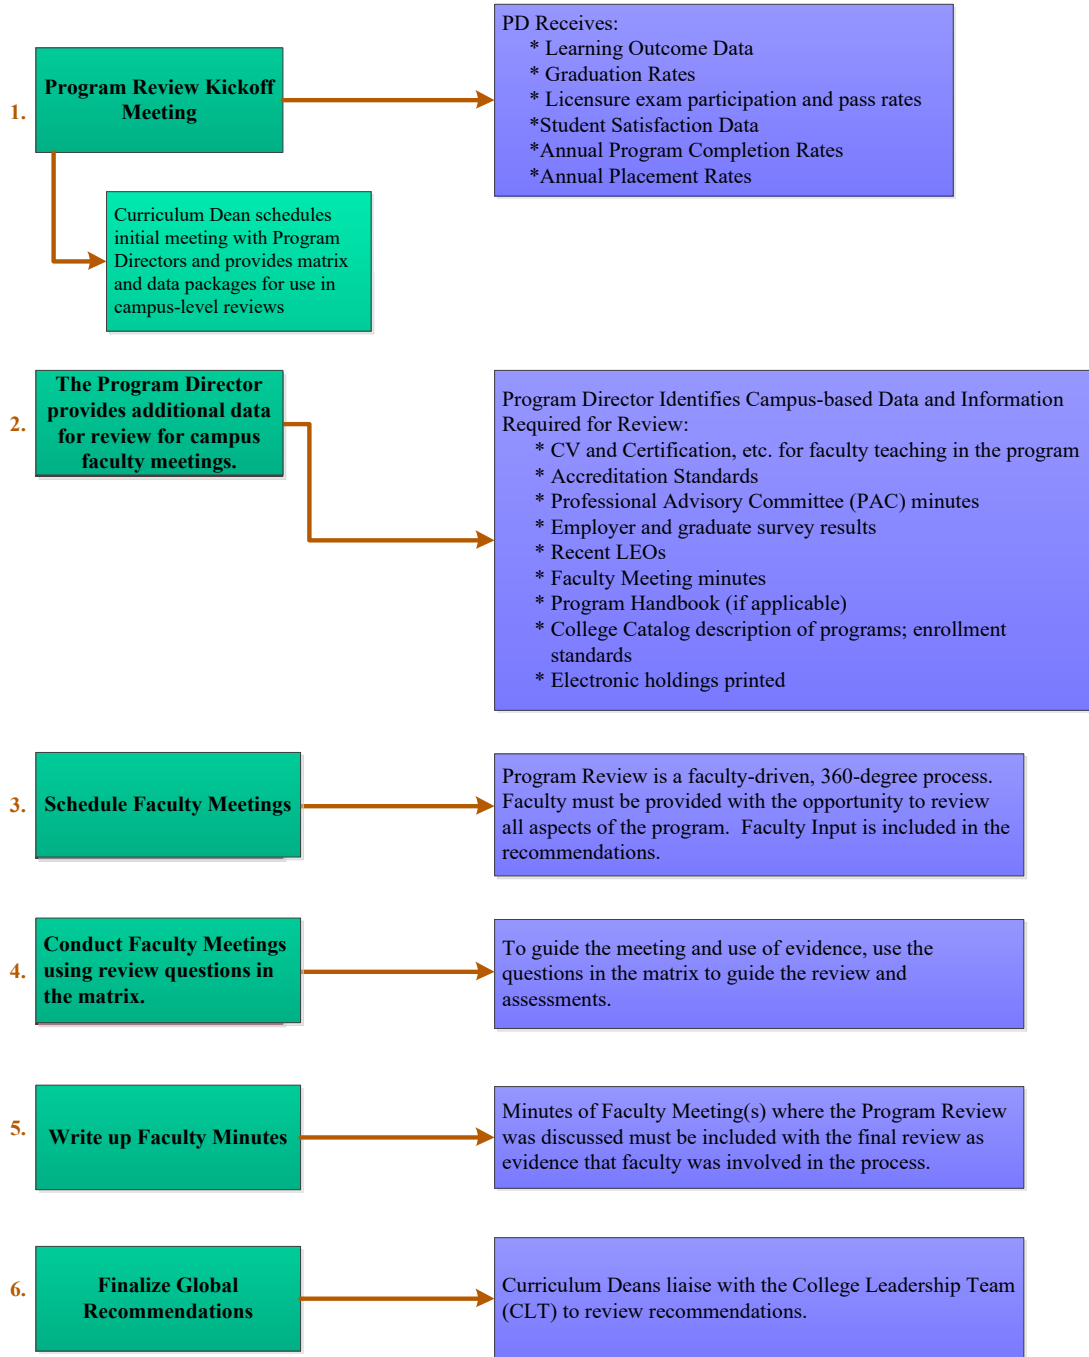 1.
Program Review Kickoff
Meeting
PD Receives:
* Learning Outcome Data
* Graduation Rates
* Licensure exam participation and pass rates
*Student Satisfaction Data
*Annual Program Completion Rates
*Annual Placement Rates
Curriculum Dean schedules
initial meeting with Program
Directors and provides matrix
and data packages for use in
campus-level reviews
2.
The Program Director
provides additional data
for review for campus
faculty meetings.
Program Director Identifies Campus-based Data and Information
Required for Review:
* CV and Certification, etc. for faculty teaching in the program
* Accreditation Standards
* Professional Advisory Committee (PAC) minutes
* Employer and graduate survey results
* Recent LEOs
* Faculty Meeting minutes
* Program Handbook (if applicable)
* College Catalog description of programs; enrollment
standards
* Electronic holdings printed
3.
Schedule Faculty Meetings
Program Review is a faculty-driven, 360-degree process.
Faculty must be provided with the opportunity to review
all aspects of the program.  Faculty Input is included in the
recommendations.
4.
Conduct Faculty Meetings
using review questions in
the matrix.
To guide the meeting and use of evidence, use the
questions in the matrix to guide the review and
assessments.
5.
Write up Faculty Minutes
Minutes of Faculty Meeting(s) where the Program Review
was discussed must be included with the final review as
evidence that faculty was involved in the process.
6.
Finalize Global
Recommendations
Curriculum Deans liaise with the College Leadership Team
(CLT) to review recommendations.